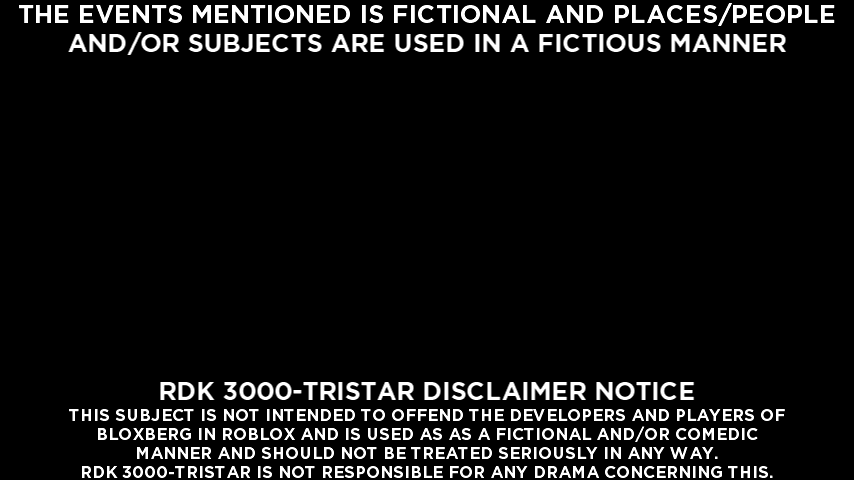 THE EVENTS MENTIONED IS FICTIONAL AND PLACES/PEOPLE
AND/OR SUBJECTS ARE USED IN A FICTIOUS MANNER
RDK 3000-TRISTAR DISCLAIMER NOTICE
THIS SUBJECT IS NOT INTENDED TO OFFEND THE DEVELOPERS AND PLAYERS OF
BLOXBERG IN ROBLOX AND IS USED AS AS A FICTIONAL AND/OR COMEDIC
MANNER AND SHOULD NOT BE TREATED SERIOUSLY IN ANY WAY.
RDK 3000-TRISTAR IS NOT RESPONSIBLE FOR ANY DRAMA CONCERNING THIS.